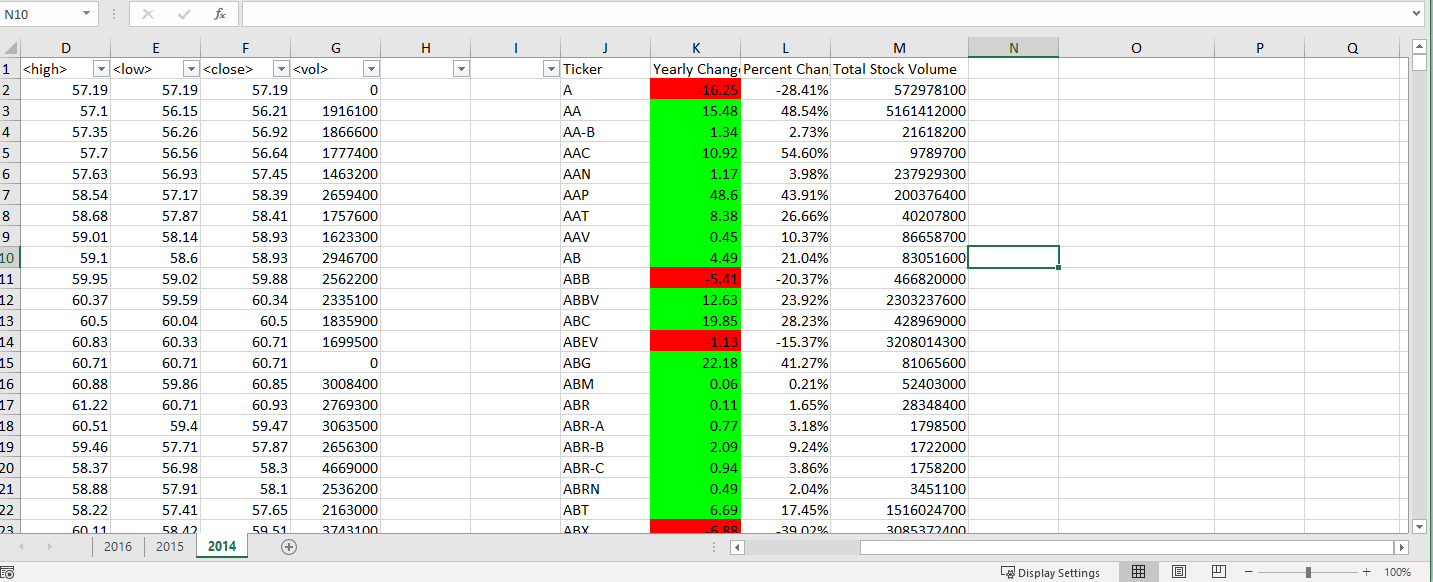 N10 fx
D E F G H I J K L M N O P Q
1 <high> <low> <close> <vol> Ticker Yearly Chang Percent Chan Total Stock Volume
2 57.19 57.19 57.19 0 A -16.25 -28.41% 572978100
3 57.1 56.15 56.21 1916100 AA 15.48 48.54% 5161412000
4 57.35 56.26 56.92 1866600 AA-B 1.34 2.73% 21618200
5 57.7 56.56 56.64 1777400 AAC 10.92 54.60% 9789700
6 57.63 56.93 57.45 1463200 AAN 1.17 3.98% 237929300
7 58.54 57.17 58.39 2659400 AAP 48.6 43.91% 200376400
8 58.68 57.87 58.41 1757600 AAT 8.38 26.66% 40207800
9 59.01 58.14 58.93 1623300 AAV 0.45 10.37% 86658700
10 59.1 58.6 58.93 2946700 AB 4.49 21.04% 83051600
11 59.95 59.02 59.88 2562200 ABB -5.41 -20.37% 466820000
12 60.37 59.59 60.34 2335100 ABBV 12.63 23.92% 2303237600
13 60.5 60.04 60.5 1835900 ABC 19.85 28.23% 428969000
14 60.83 60.33 60.71 1699500 ABEV -1.13 -15.37% 3208014300
15 60.71 60.71 60.71 0 ABG 22.18 41.27% 81065600
16 60.88 59.86 60.85 3008400 ABM 0.06 0.21% 52403000
17 61.22 60.71 60.93 2769300 ABR 0.11 1.65% 28348400
18 60.51 59.4 59.47 3063500 ABR-A 0.77 3.18% 1798500
19 59.46 57.71 57.87 2656300 ABR-B 2.09 9.24% 1722000
20 58.37 56.98 58.3 4669000 ABR-C 0.94 3.86% 1758200
21 58.88 57.91 58.1 2536200 ABRN 0.49 2.04% 3451100
22 58.22 57.41 57.65 2163000 ABT 6.69 17.45% 1516024700
23 60.11 58.42 59.51 3743100 ABX -6.88 -39.02% 3085372400
2016 2015 2014
Display Settings 100%